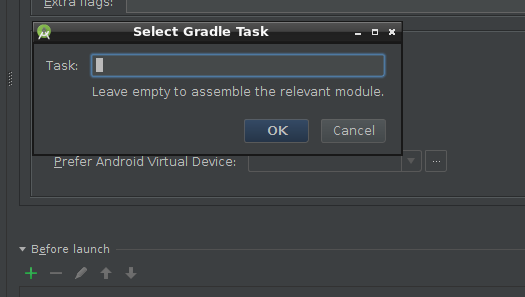 Extra flags:
Select Gradle Task
Task:
Leave empty to assemble the relevant module.
OK Cancel
Prefer Android Virtual Device:
Before launch